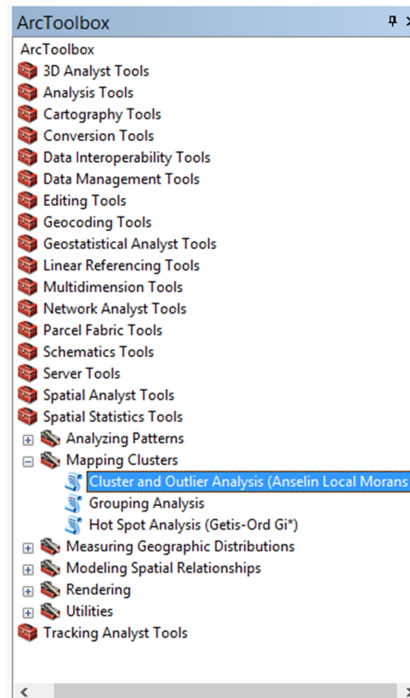 ArcToolbox
ArcToolbox
3D Analyst Tools
Analysis Tools
Cartography Tools
Conversion Tools
Data Interoperability Tools
Data Management Tools
Editing Tools
Geocoding Tools
Geostatistical Analyst Tools
Linear Referencing Tools
Multidimension Tools
Network Analyst Tools
Parcel Fabric Tools
Schematics Tools
Server Tools
Spatial Analyst Tools
Spatial Statistics Tools
Analyzing Patterns
Mapping Clusters
Cluster and Outlier Analysis (Anselin Local Morans
Grouping Analysis
Hot Spot Analysis (Getis-Ord Gi*)
Measuring Geographic Distributions
Modeling Spatial Relationships
Rendering
Utilities
Tracking Analyst Tools